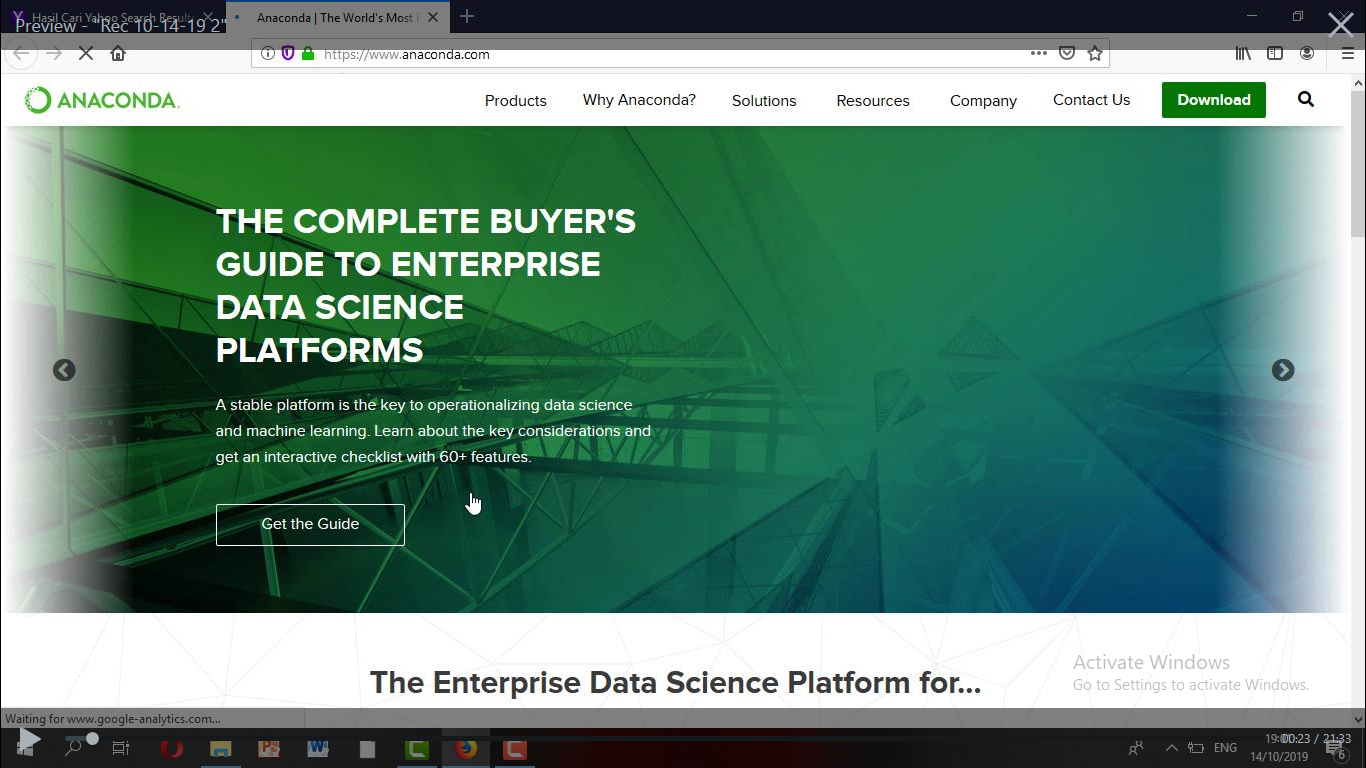 Hasil Cari Yahoo Search Result
Preview - "Rec 10-14-19 2"
Anaconda | The World's Most P
https://www.anaconda.com
ANACONDA.
Products
Why Anaconda?
Solutions
Resources
Company
Contact Us
Download
THE COMPLETE BUYER'S
GUIDE TO ENTERPRISE
DATA SCIENCE
PLATFORMS
A stable platform is the key to operationalizing data science
and machine learning. Learn about the key considerations and
get an interactive checklist with 60+ features.
Get the Guide
The Enterprise Data Science Platform for...
Activate Windows
Go to Settings to activate Windows.
Waiting for www.google-analytics.com...
ENG
00:23 / 21:33
14/10/2019
6